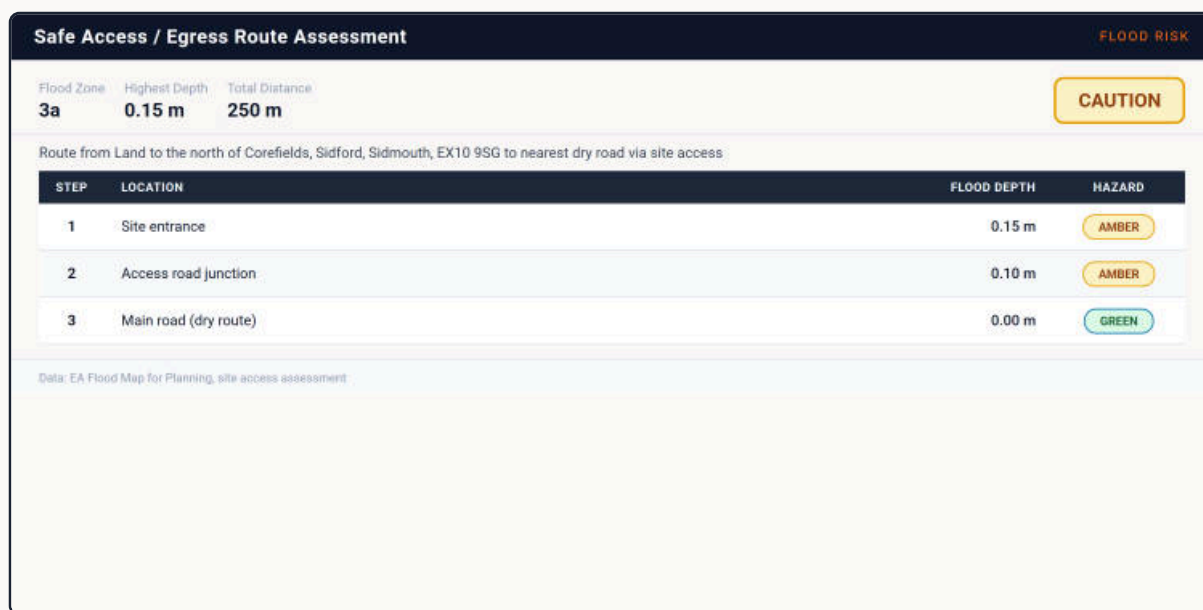 Safe Access / Egress Route Assessment FLOOD RISK
Flood Zone Highest Depth Total Distance
3a 0.15 m 250 m CAUTION
Route from Land to the north of Corefields, Sidford, Sidmouth, EX10 9SG to nearest dry road via site access
STEP LOCATION FLOOD DEPTH HAZARD
1 Site entrance 0.15 m AMBER
2 Access road junction 0.10 m AMBER
3 Main road (dry route) 0.00 m GREEN
Data: EA Flood Map for Planning, site access assessment